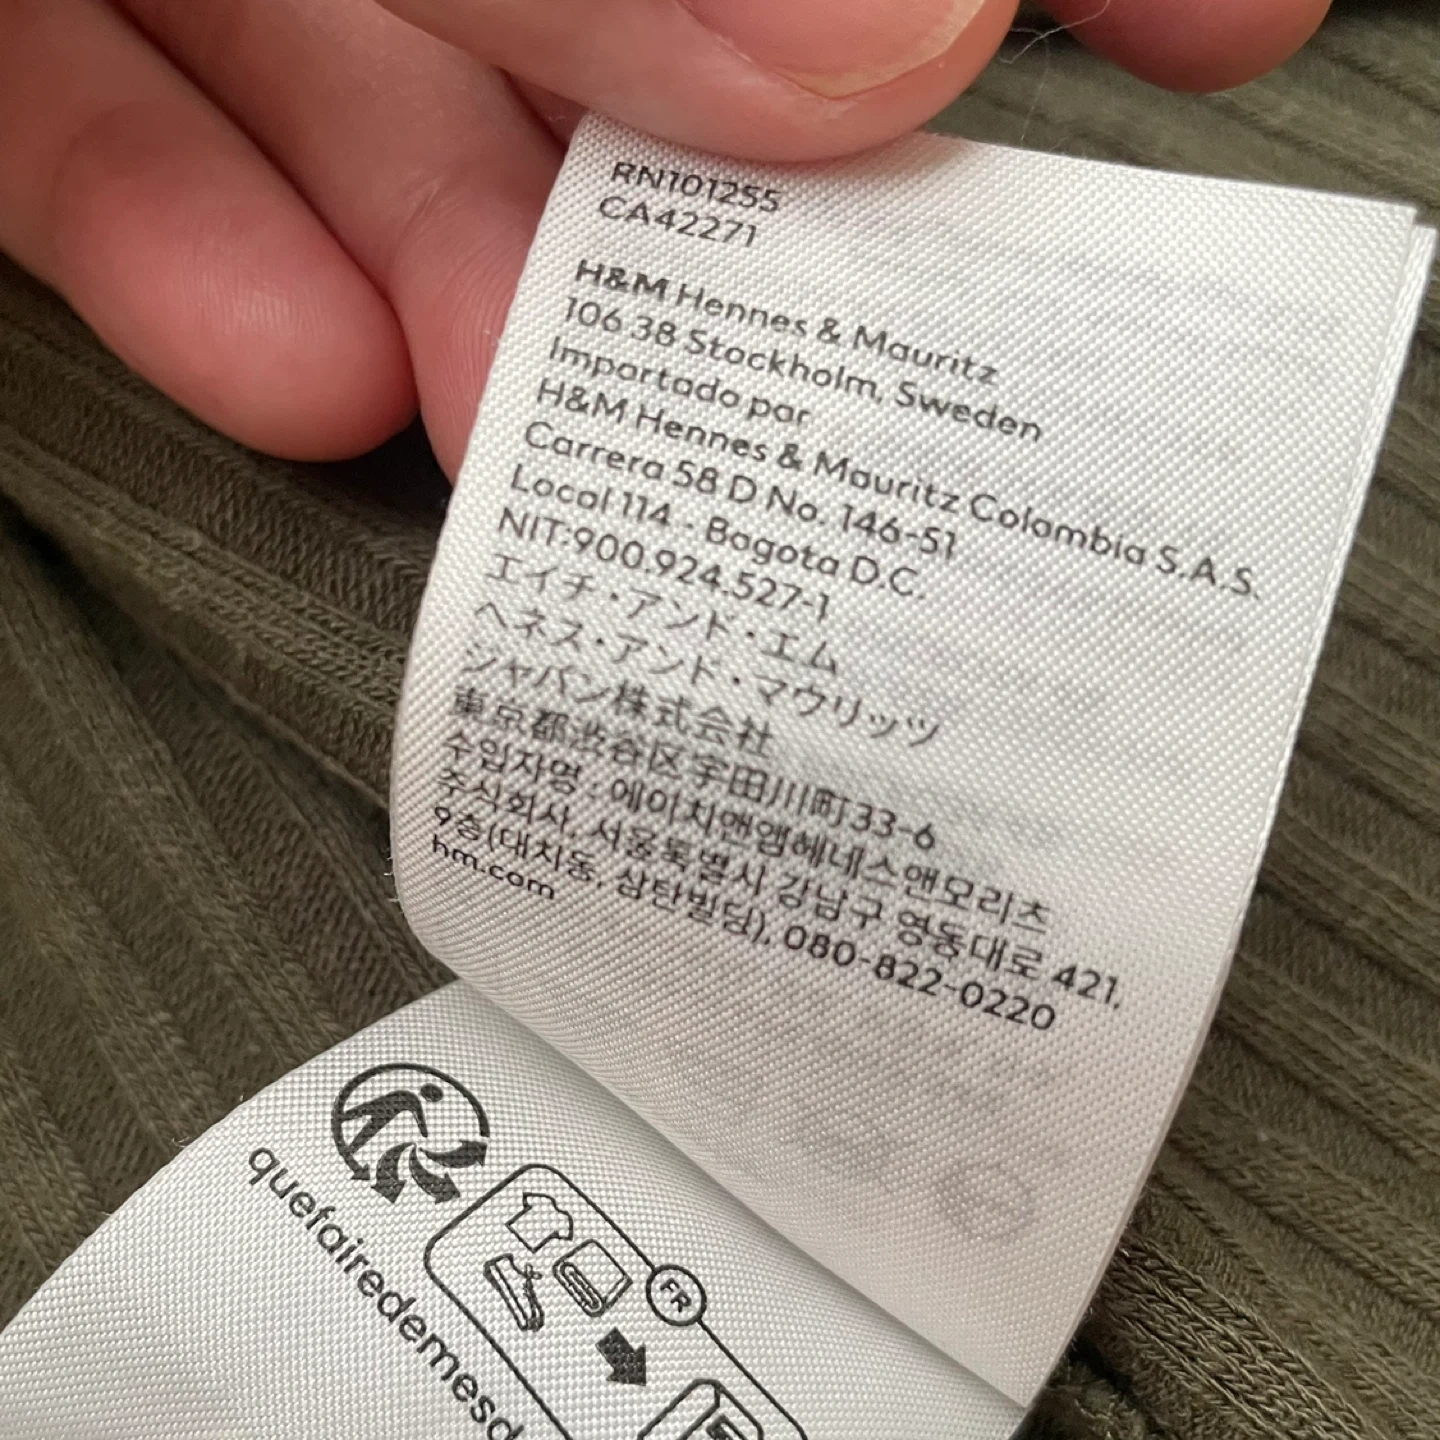 RN101255
CA42271
H&M Hennes & Mauritz
106 38 Stockholm, Sweden
Importado por
H&M Hennes & Mauritz Colombia S.A.S.
Carrera 58 D No. 146-51
Local 114 - Bogota D.C.
NIT:900.924.527-1
エイチ・アンド・エム
ヘネス・アンド・マウリッツ
ジャパン株式会社
東京都渋谷区宇田川町33-6
수입자명 : 에이치앤엠헤네스앤모리츠
주식회사, 서울특별시 강남구 영동대로 421,
9층(대치동, 삼탄빌딩), 080-822-0220
hm.com
FR
quefairedemesd